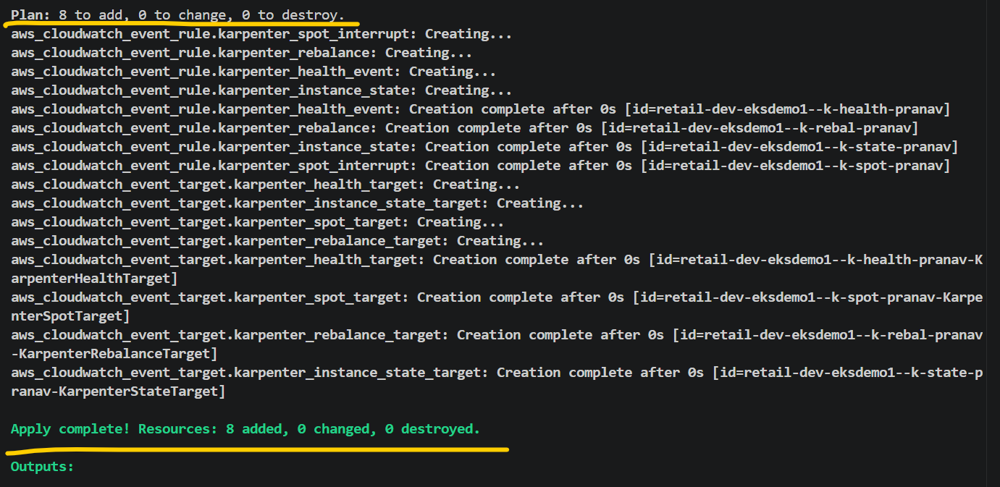 Plan: 8 to add, 0 to change, 0 to destroy.
aws_cloudwatch_event_rule.karpenter_spot_interrupt: Creating...
aws_cloudwatch_event_rule.karpenter_rebalance: Creating...
aws_cloudwatch_event_rule.karpenter_health_event: Creating...
aws_cloudwatch_event_rule.karpenter_instance_state: Creating...
aws_cloudwatch_event_rule.karpenter_health_event: Creation complete after 0s [id=retail-dev-eksdemo1--k-health-pranav]
aws_cloudwatch_event_rule.karpenter_rebalance: Creation complete after 0s [id=retail-dev-eksdemo1--k-rebal-pranav]
aws_cloudwatch_event_rule.karpenter_instance_state: Creation complete after 0s [id=retail-dev-eksdemo1--k-state-pranav]
aws_cloudwatch_event_rule.karpenter_spot_interrupt: Creation complete after 0s [id=retail-dev-eksdemo1--k-spot-pranav]
aws_cloudwatch_event_target.karpenter_health_target: Creating...
aws_cloudwatch_event_target.karpenter_instance_state_target: Creating...
aws_cloudwatch_event_target.karpenter_spot_target: Creating...
aws_cloudwatch_event_target.karpenter_rebalance_target: Creating...
aws_cloudwatch_event_target.karpenter_health_target: Creation complete after 0s [id=retail-dev-eksdemo1--k-health-pranav-K
arpenterHealthTarget]
aws_cloudwatch_event_target.karpenter_spot_target: Creation complete after 0s [id=retail-dev-eksdemo1--k-spot-pranav-Karpe
nterSpotTarget]
aws_cloudwatch_event_target.karpenter_rebalance_target: Creation complete after 0s [id=retail-dev-eksdemo1--k-rebal-pranav
-KarpenterRebalanceTarget]
aws_cloudwatch_event_target.karpenter_instance_state_target: Creation complete after 0s [id=retail-dev-eksdemo1--k-state-p
ranav-KarpenterStateTarget]
Apply complete! Resources: 8 added, 0 changed, 0 destroyed.
Outputs: